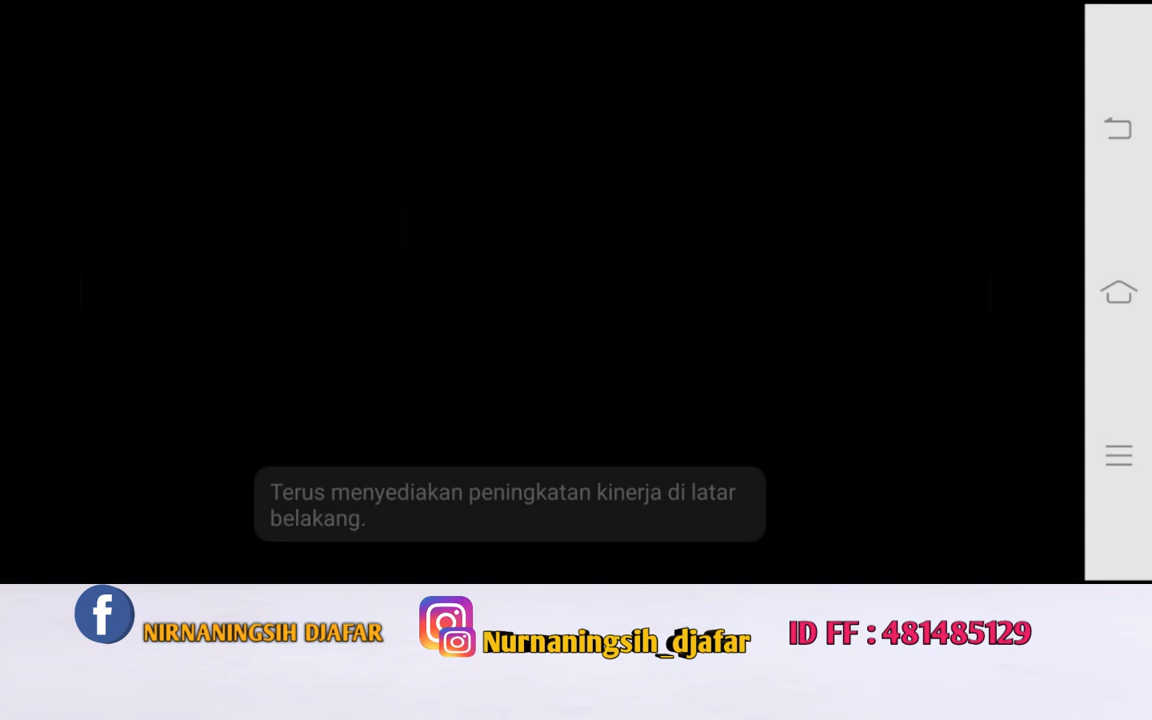 Terus menyediakan peningkatan kinerja di latar
belakang.
NIRNANINGSIH DJAFAR
Nurnaningsih_djafar
ID FF : 481485129